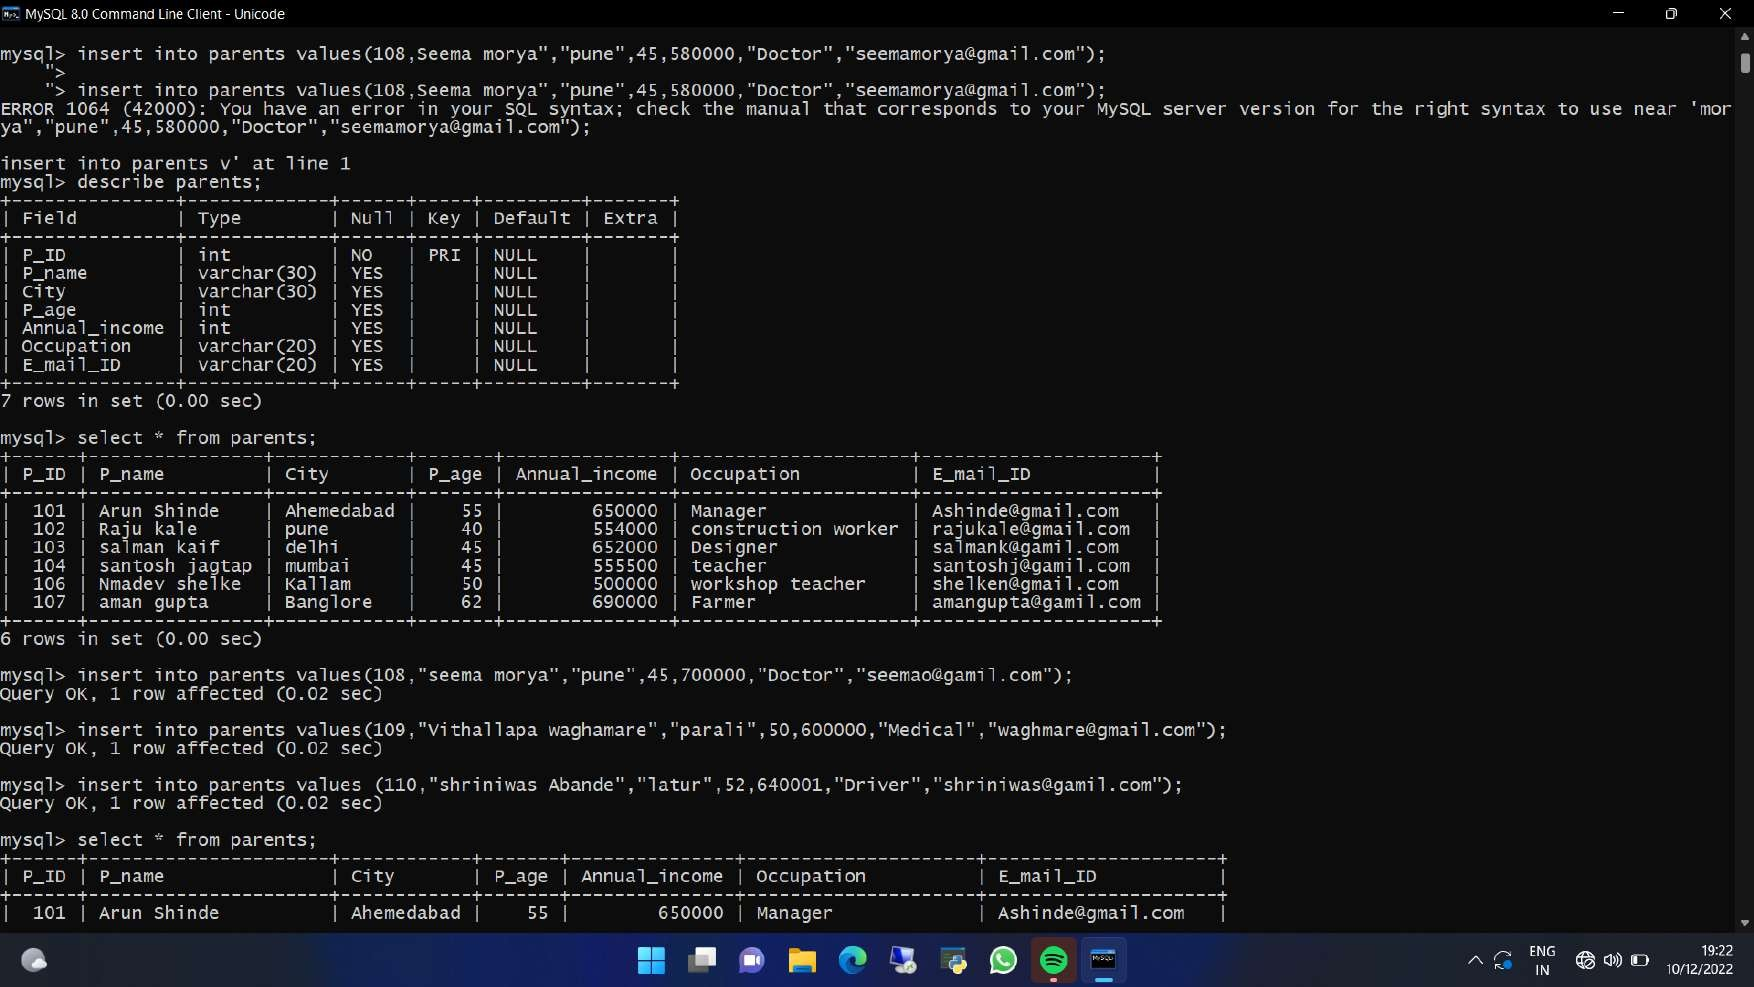 MySQL 8.0 Command Line Client - Unicode
mysql> insert into parents values(108,Seema morya","pune",45,580000,"Doctor","seemamorya@gmail.com");
    ">
    "> insert into parents values(108,Seema morya","pune",45,580000,"Doctor","seemamorya@gmail.com");
ERROR 1064 (42000): You have an error in your SQL syntax; check the manual that corresponds to your MySQL server version for the right syntax to use near 'mor
ya","pune",45,580000,"Doctor","seemamorya@gmail.com");
insert into parents v' at line 1
mysql> describe parents;
+---------------+-------------+------+-----+---------+-------+
| Field         | Type        | Null | Key | Default | Extra |
+---------------+-------------+------+-----+---------+-------+
| P_ID          | int         | NO   | PRI | NULL    |       |
| P_name        | varchar(30) | YES  |     | NULL    |       |
| City          | varchar(30) | YES  |     | NULL    |       |
| P_age         | int         | YES  |     | NULL    |       |
| Annual_income | int         | YES  |     | NULL    |       |
| Occupation    | varchar(20) | YES  |     | NULL    |       |
| E_mail_ID     | varchar(20) | YES  |     | NULL    |       |
+---------------+-------------+------+-----+---------+-------+
7 rows in set (0.00 sec)
mysql> select * from parents;
+------+----------------+------------+-------+---------------+---------------------+---------------------+
| P_ID | P_name         | City       | P_age | Annual_income | Occupation          | E_mail_ID           |
+------+----------------+------------+-------+---------------+---------------------+---------------------+
|  101 | Arun Shinde    | Ahemedabad |    55 |        650000 | Manager             | Ashinde@gmail.com   |
|  102 | Raju kale      | pune       |    40 |        554000 | construction worker | rajukale@gmail.com  |
|  103 | salman kaif    | delhi      |    45 |        652000 | Designer            | salmank@gamil.com   |
|  104 | santosh jagtap | mumbai     |    45 |        555500 | teacher             | santoshj@gamil.com  |
|  106 | Nmadev shelke  | Kallam     |    50 |        500000 | workshop teacher    | shelken@gmail.com   |
|  107 | aman gupta     | Banglore   |    62 |        690000 | Farmer              | amangupta@gamil.com |
+------+----------------+------------+-------+---------------+---------------------+---------------------+
6 rows in set (0.00 sec)
mysql> insert into parents values(108,"seema morya","pune",45,700000,"Doctor","seemao@gamil.com");
Query OK, 1 row affected (0.02 sec)
mysql> insert into parents values(109,"Vithallapa waghamare","parali",50,600000,"Medical","waghmare@gmail.com");
Query OK, 1 row affected (0.02 sec)
mysql> insert into parents values (110,"shriniwas Abande","latur",52,640001,"Driver","shriniwas@gamil.com");
Query OK, 1 row affected (0.02 sec)
mysql> select * from parents;
+------+----------------------+------------+-------+---------------+---------------------+---------------------+
| P_ID | P_name               | City       | P_age | Annual_income | Occupation          | E_mail_ID           |
+------+----------------------+------------+-------+---------------+---------------------+---------------------+
|  101 | Arun Shinde          | Ahemedabad |    55 |        650000 | Manager             | Ashinde@gmail.com   |
ENG
IN
19:22
10/12/2022